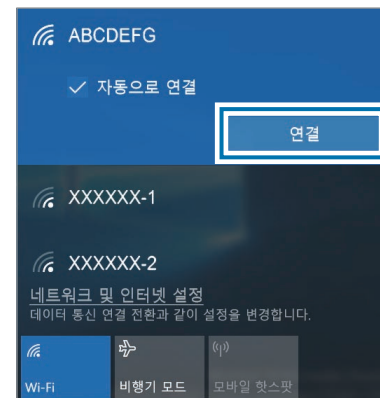 ABCDEFG
자동으로 연결
연결
XXXXXX-1
XXXXXX-2
네트워크 및 인터넷 설정
데이터 통신 연결 전환과 같이 설정을 변경합니다.
Wi-Fi 비행기 모드 모바일 핫스팟